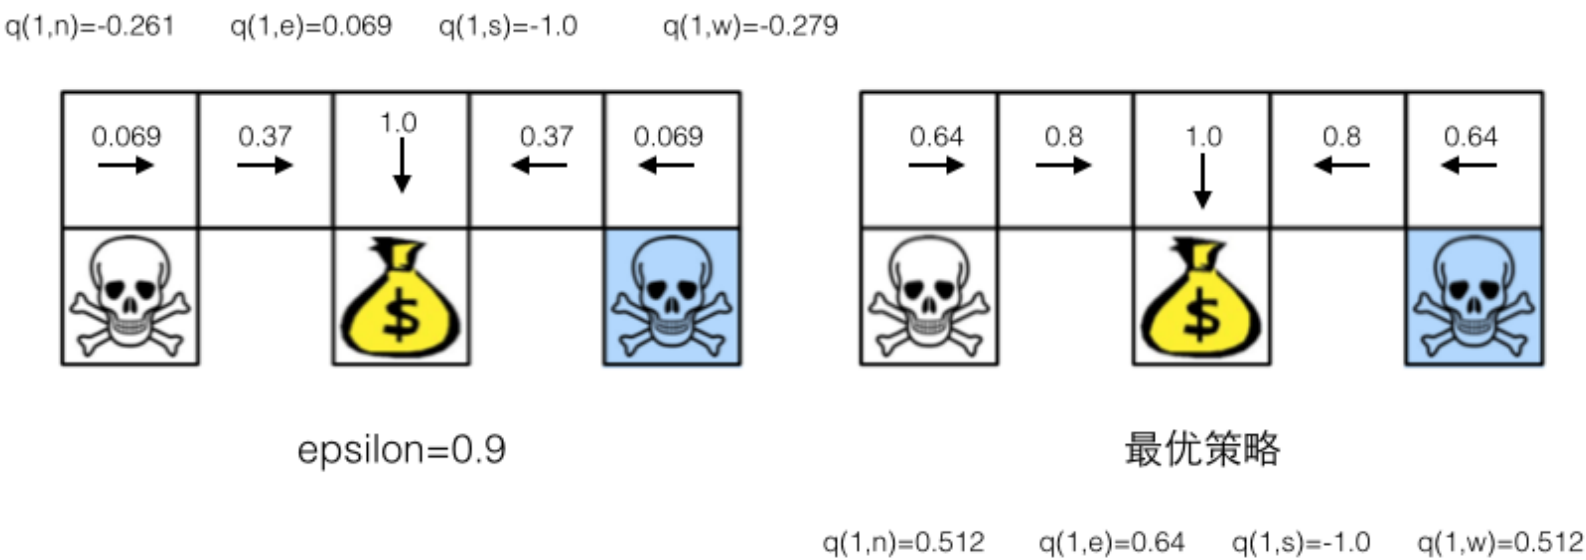 q(1,n)=-0.261 q(1,e)=0.069 q(1,s)=-1.0 q(1,w)=-0.279
0.069 0.37 1.0 0.37 0.069
0.64 0.8 1.0 0.8 0.64
$ $
epsilon=0.9
最优策略
q(1,n)=0.512 q(1,e)=0.64 q(1,s)=-1.0 q(1,w)=0.512